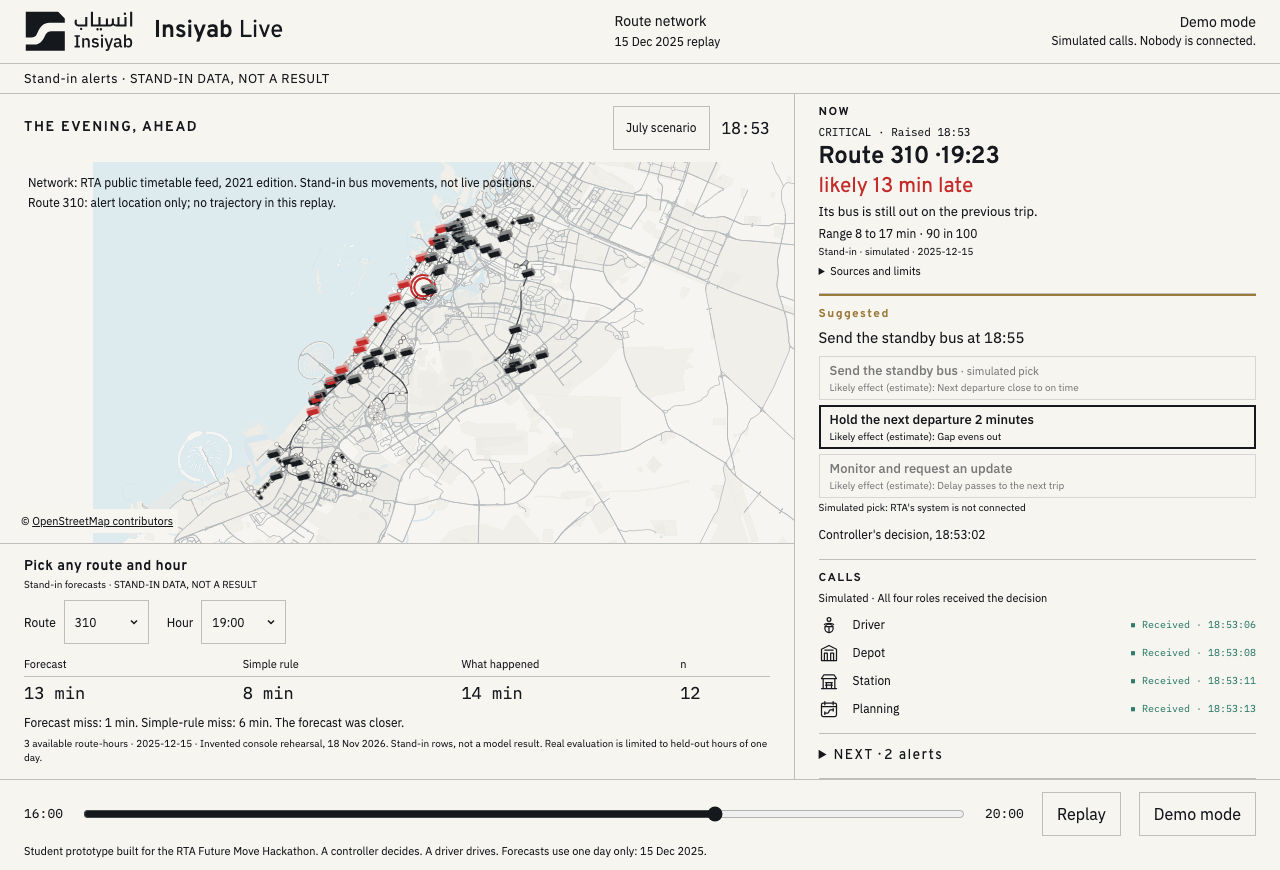 انسياب
Insiyab
Insiyab Live
Route network
15 Dec 2025 replay
Demo mode
Simulated calls. Nobody is connected.
Stand-in alerts · STAND-IN DATA, NOT A RESULT
THE EVENING, AHEAD
July scenario
18:53
Network: RTA public timetable feed, 2021 edition. Stand-in bus movements, not live positions.
Route 310: alert location only; no trajectory in this replay.
© OpenStreetMap contributors
Pick any route and hour
Stand-in forecasts · STAND-IN DATA, NOT A RESULT
Route 310 Hour 19:00
Forecast Simple rule What happened n
13 min 8 min 14 min 12
Forecast miss: 1 min. Simple-rule miss: 6 min. The forecast was closer.
3 available route-hours · 2025-12-15 · Invented console rehearsal, 18 Nov 2026. Stand-in rows, not a model result. Real evaluation is limited to held-out hours of one
day.
NOW
CRITICAL · Raised 18:53
Route 310 ·19:23
likely 13 min late
Its bus is still out on the previous trip.
Range 8 to 17 min · 90 in 100
Stand-in · simulated · 2025-12-15
Sources and limits
Suggested
Send the standby bus at 18:55
Send the standby bus · simulated pick
Likely effect (estimate): Next departure close to on time
Hold the next departure 2 minutes
Likely effect (estimate): Gap evens out
Monitor and request an update
Likely effect (estimate): Delay passes to the next trip
Simulated pick: RTA's system is not connected
Controller's decision, 18:53:02
CALLS
Simulated · All four roles received the decision
Driver Received · 18:53:06
Depot Received · 18:53:08
Station Received · 18:53:11
Planning Received · 18:53:13
NEXT ·2 alerts
16:00
20:00
Replay
Demo mode
Student prototype built for the RTA Future Move Hackathon. A controller decides. A driver drives. Forecasts use one day only: 15 Dec 2025.